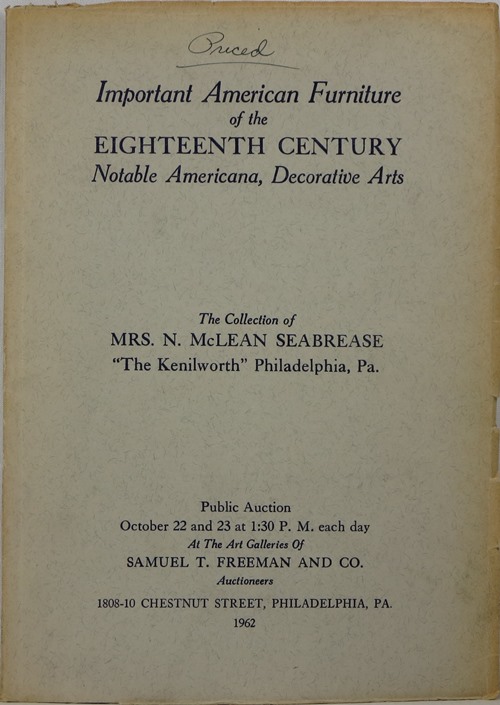 Priced
Important American Furniture
of the
EIGHTEENTH CENTURY
Notable Americana, Decorative Arts
The Collection of
MRS. N. McLEAN SEABREASE
“The Kenilworth” Philadelphia, Pa.
Public Auction
October 22 and 23 at 1:30 P. M. each day
At The Art Galleries Of
SAMUEL T. FREEMAN AND CO.
Auctioneers
1808-10 CHESTNUT STREET, PHILADELPHIA, PA.
1962